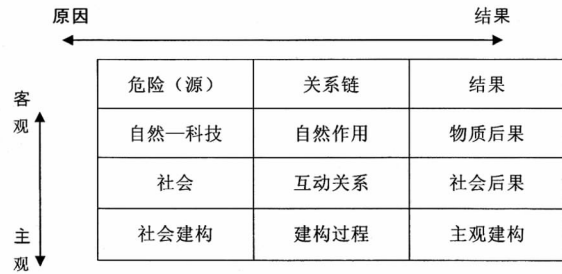 原因 结果
危险（源） 关系链 结果
客观
自然—科技 自然作用 物质后果
社会 互动关系 社会后果
主观
社会建构 建构过程 主观建构